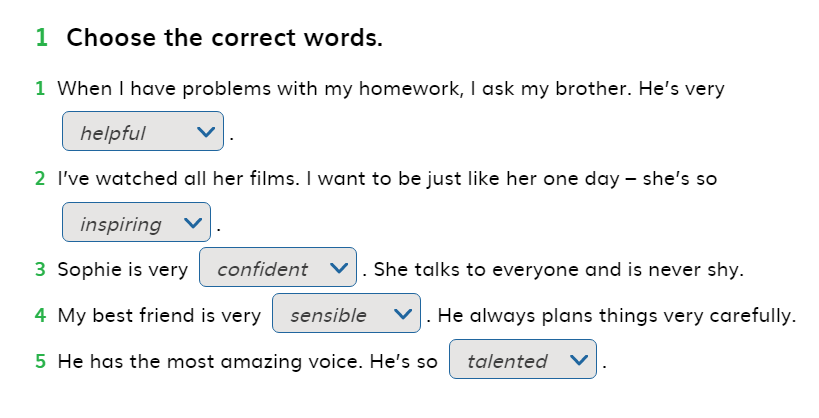 1 Choose the correct words.
1 When I have problems with my homework, I ask my brother. He's very
helpful .
2 I've watched all her films. I want to be just like her one day – she's so
inspiring .
3 Sophie is very confident . She talks to everyone and is never shy.
4 My best friend is very sensible . He always plans things very carefully.
5 He has the most amazing voice. He's so talented .